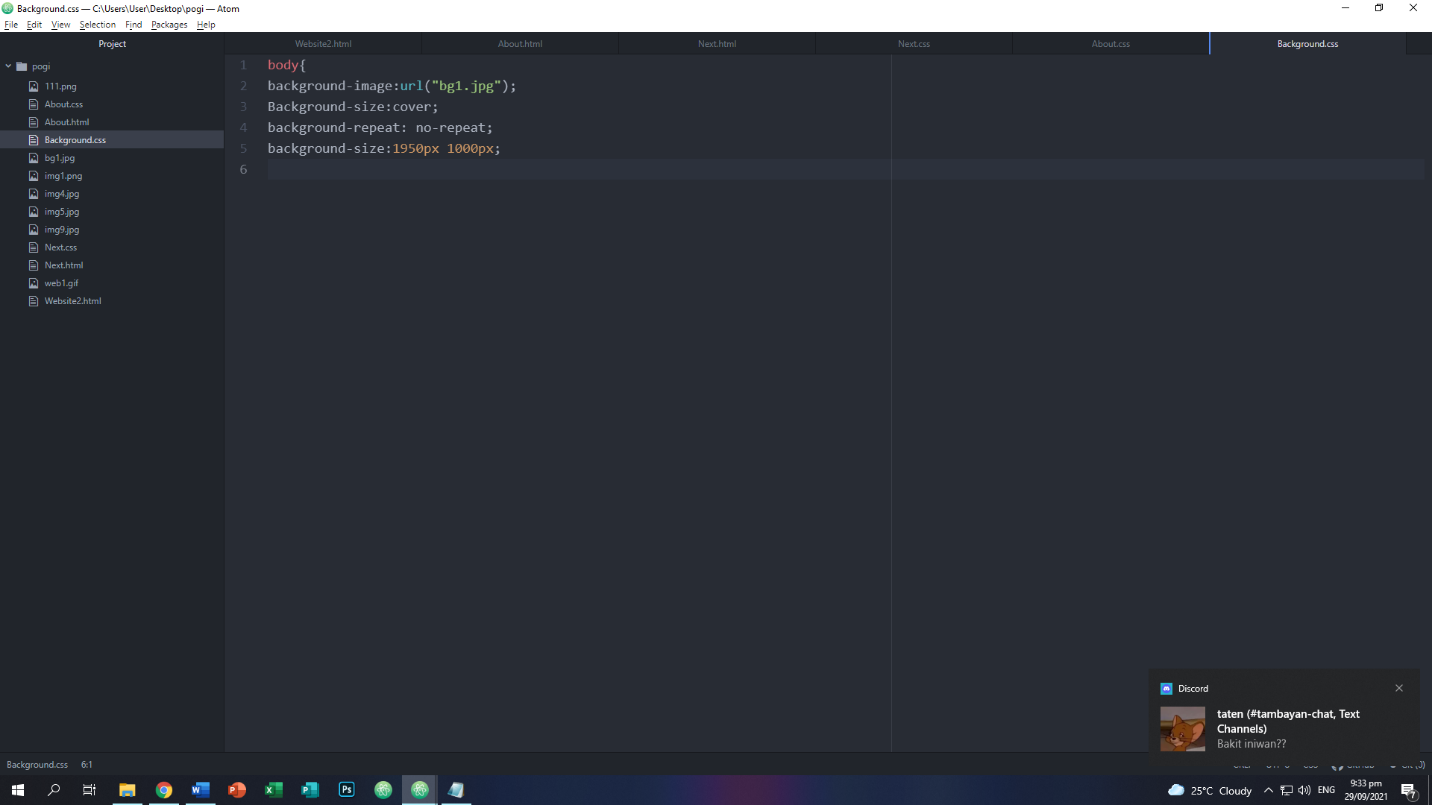 Background.css — C:\Users\User\Desktop\pogi — Atom
File Edit View Selection Find Packages Help
Project
Website2.html About.html Next.html Next.css About.css Background.css
pogi
111.png
About.css
About.html
Background.css
bg1.jpg
img1.png
img4.jpg
img5.jpg
img9.jpg
Next.css
Next.html
web1.gif
Website2.html
1 body{
2 background-image:url("bg1.jpg");
3 Background-size:cover;
4 background-repeat: no-repeat;
5 background-size:1950px 1000px;
6
Discord
taten (#tambayan-chat, Text
Channels)
Bakit iniwan??
Background.css 6:1
Ps
25°C Cloudy
ENG
9:33 pm
29/09/2021
7